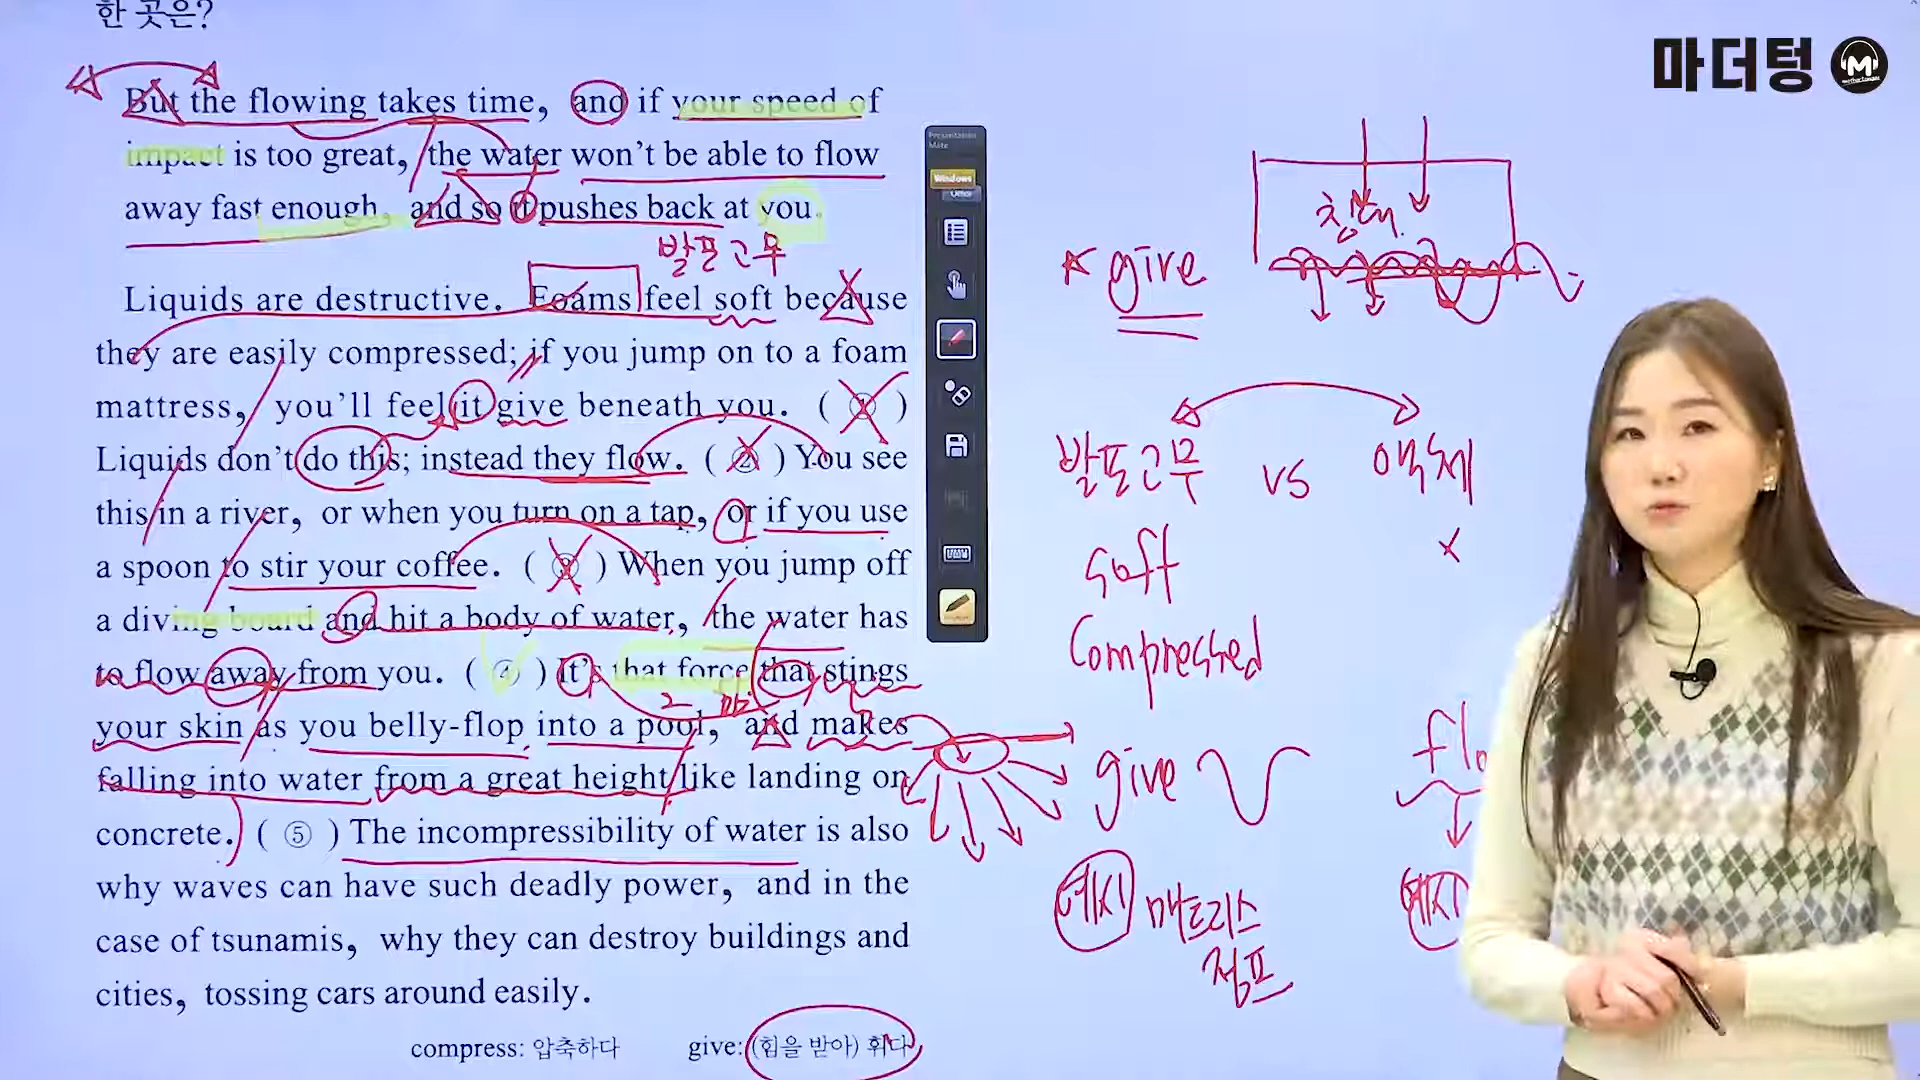 한 곳은?
마더텅
But the flowing takes time, and if your speed of
impact is too great, the water won't be able to flow
away fast enough, and so it pushes back at you.
발포고무
Liquids are destructive. Foams feel soft because
they are easily compressed; if you jump on to a foam
mattress, you'll feel it give beneath you. ( ① )
Liquids don't do this; instead they flow. ( ② ) You see
this in a river, or when you turn on a tap, or if you use
a spoon to stir your coffee. ( ③ ) When you jump off
a diving board and hit a body of water, the water has
to flow away from you. ( ④ ) It's that force that stings
your skin as you belly-flop into a pool, and makes
falling into water from a great height like landing on
concrete. ( ⑤ ) The incompressibility of water is also
why waves can have such deadly power, and in the
case of tsunamis, why they can destroy buildings and
cities, tossing cars around easily.
compress: 압축하다 give: (힘을 받아) 휘다
Windows
침대
give
발포고무 vs 액체
soft x
Compressed
give flo
예시 매트리스 예시
점프